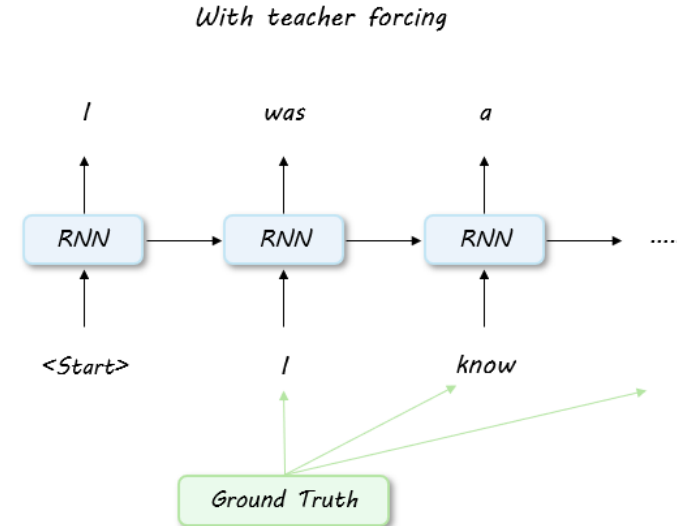 With teacher forcing
I was a
RNN RNN RNN .....
<Start> I know
Ground Truth